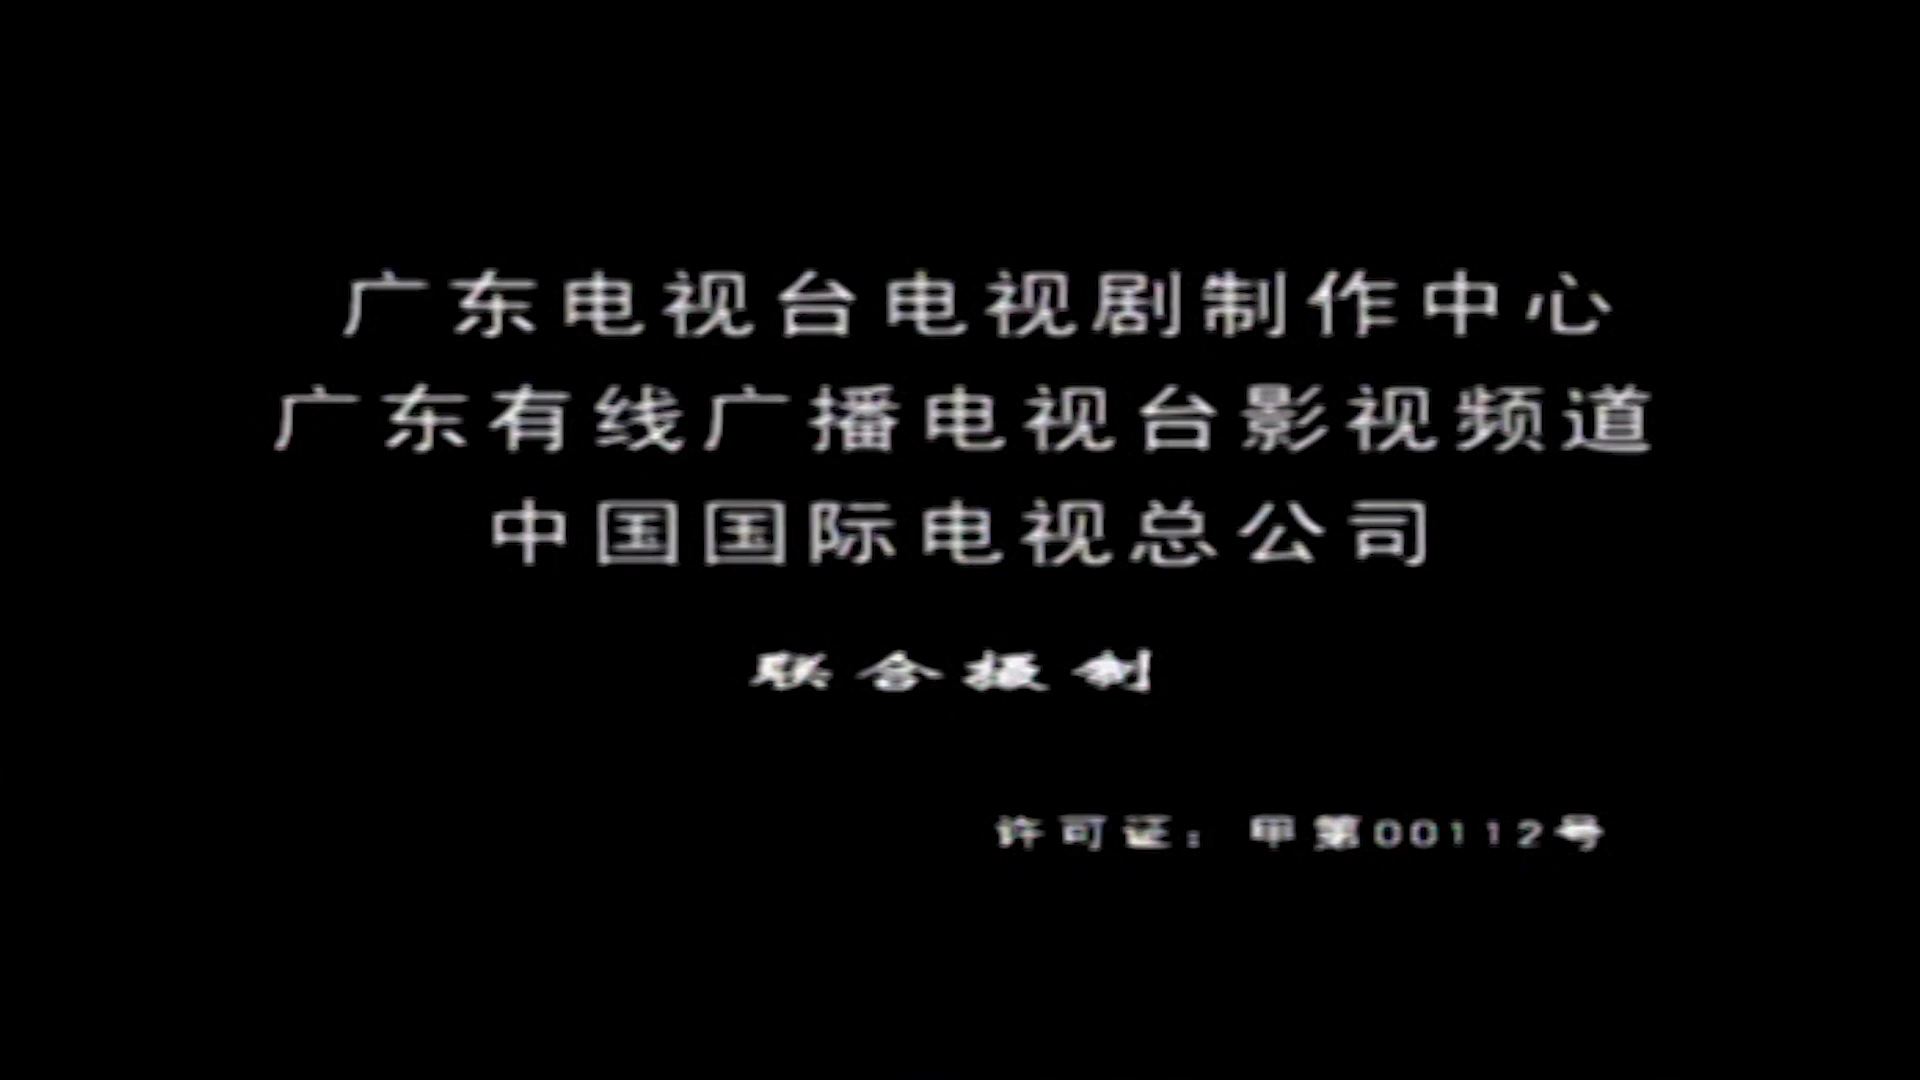 广东电视台电视剧制作中心
广东有线广播电视台影视频道
中国国际电视总公司
联合摄制
许可证：甲第00112号